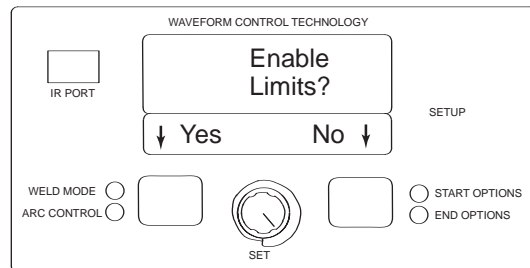 WAVEFORM CONTROL TECHNOLOGY
Enable
Limits?
IR PORT
SETUP
Yes No
WELD MODE
ARC CONTROL
START OPTIONS
END OPTIONS
SET